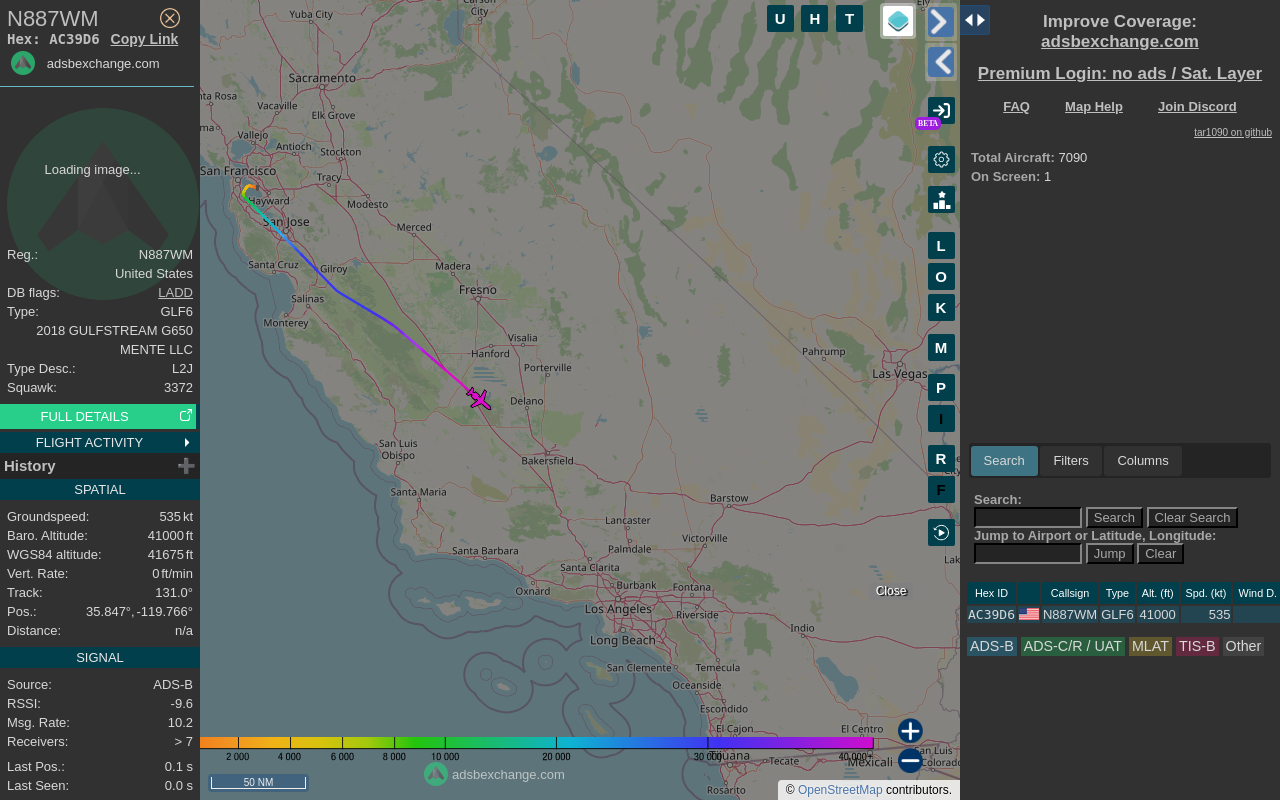 N887WM
Hex: AC39D6 Copy Link
adsbexchange.com
Loading image...
Reg.: N887WM
United States
DB flags: LADD
Type: GLF6
2018 GULFSTREAM G650
MENTE LLC
Type Desc.: L2J
Squawk: 3372
FULL DETAILS
FLIGHT ACTIVITY
History
SPATIAL
Groundspeed: 535 kt
Baro. Altitude: 41000 ft
WGS84 altitude: 41675 ft
Vert. Rate: 0 ft/min
Track: 131.0°
Pos.: 35.847°, -119.766°
Distance: n/a
SIGNAL
Source: ADS-B
RSSI: -9.6
Msg. Rate: 10.2
Receivers: > 7
Last Pos.: 0.1 s
Last Seen: 0.0 s
Yuba City
Carson City
Ely
Sacramento
Vacaville
Elk Grove
Vallejo
Antioch
Stockton
San Francisco
Tracy
Hayward
Modesto
San Jose
Merced
Santa Cruz
Gilroy
Madera
Salinas
Fresno
Monterey
Visalia
Hanford
Porterville
Pahrump
Las Vegas
Delano
San Luis Obispo
Bakersfield
Santa Maria
Barstow
Lancaster
Victorville
Palmdale
Santa Barbara
Santa Clarita
Oxnard
Burbank
Fontana
Los Angeles
Riverside
Long Beach
Indio
San Clemente
Temecula
Oceanside
Escondido
El Cajon
El Centro
Tijuana
Tecate
Mexicali
San Luis
Rosarito
U H T
BETA
L
O
K
M
P
I
R
F
Close
2 000 4 000 6 000 8 000 10 000 20 000 30 000 40 000+
50 NM
adsbexchange.com
© OpenStreetMap contributors.
Improve Coverage:
adsbexchange.com
Premium Login: no ads / Sat. Layer
FAQ Map Help Join Discord
tar1090 on github
Total Aircraft: 7090
On Screen: 1
Search Filters Columns
Search:
Search Clear Search
Jump to Airport or Latitude, Longitude:
Jump Clear
Hex ID Callsign Type Alt. (ft) Spd. (kt) Wind D.
AC39D6 N887WM GLF6 41000 535
ADS-B ADS-C/R / UAT MLAT TIS-B Other